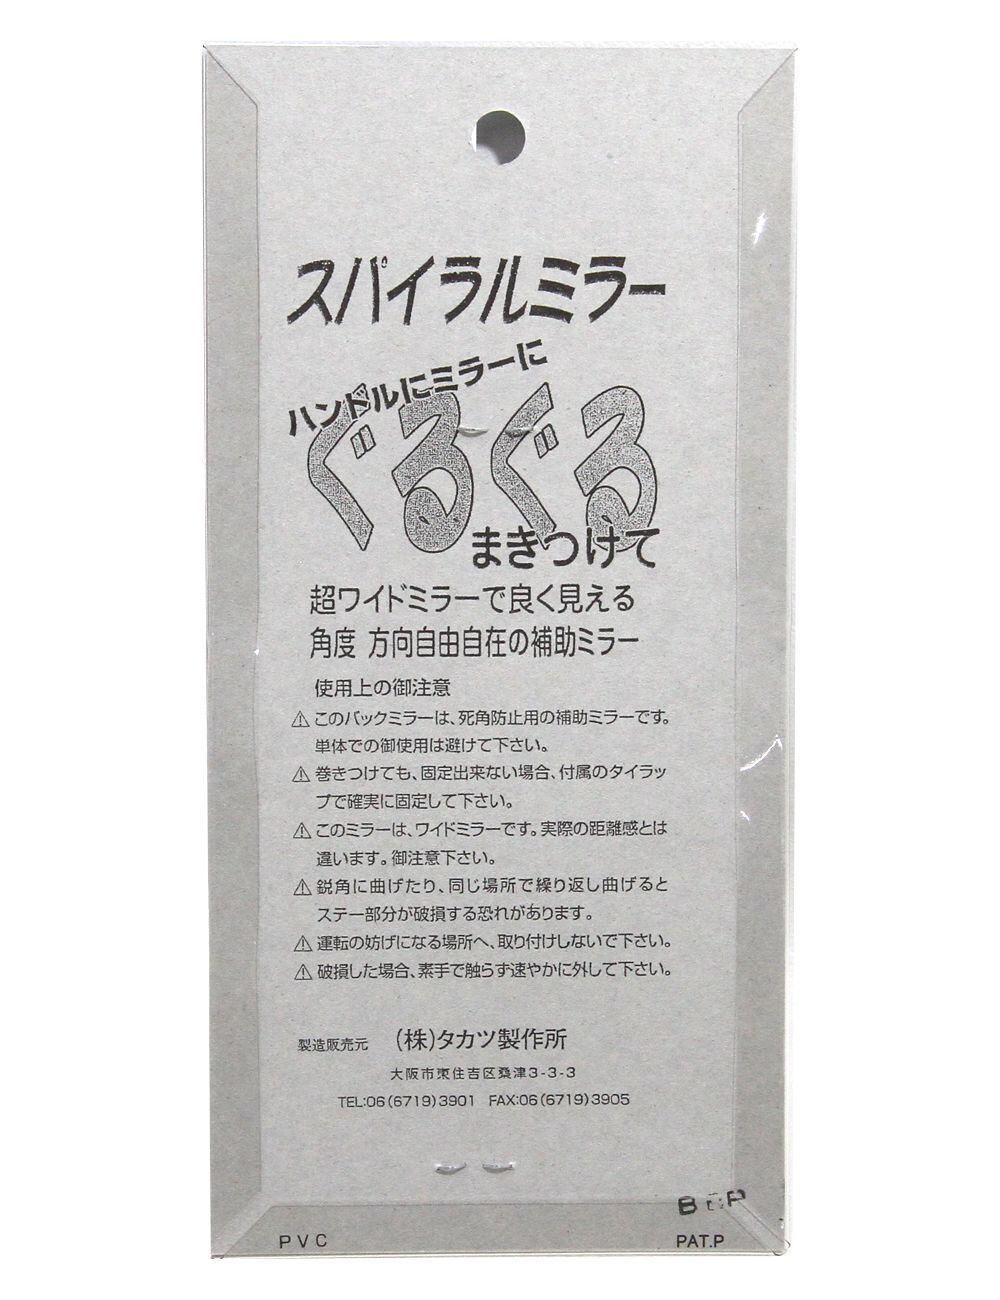 スパイラルミラー
ハンドルにミラーに
ぐるぐる
まきつけて
超ワイドミラーで良く見える
角度 方向自由自在の補助ミラー
使用上の御注意
⚠このバックミラーは、死角防止用の補助ミラーです。
単体での御使用は避けて下さい。
⚠巻きつけても、固定出来ない場合、付属のタイラッ
プで確実に固定して下さい。
⚠このミラーは、ワイドミラーです。実際の距離感とは
違います。御注意下さい。
⚠鋭角に曲げたり、同じ場所で繰り返し曲げると
ステー部分が破損する恐れがあります。
⚠運転の妨げになる場所へ、取り付けしないで下さい。
⚠破損した場合、素手で触らず速やかに外して下さい。
製造販売元 (株)タカツ製作所
大阪市東住吉区桑津3-3-3
TEL:06(6719)3901 FAX:06(6719)3905
PVC
PAT.P